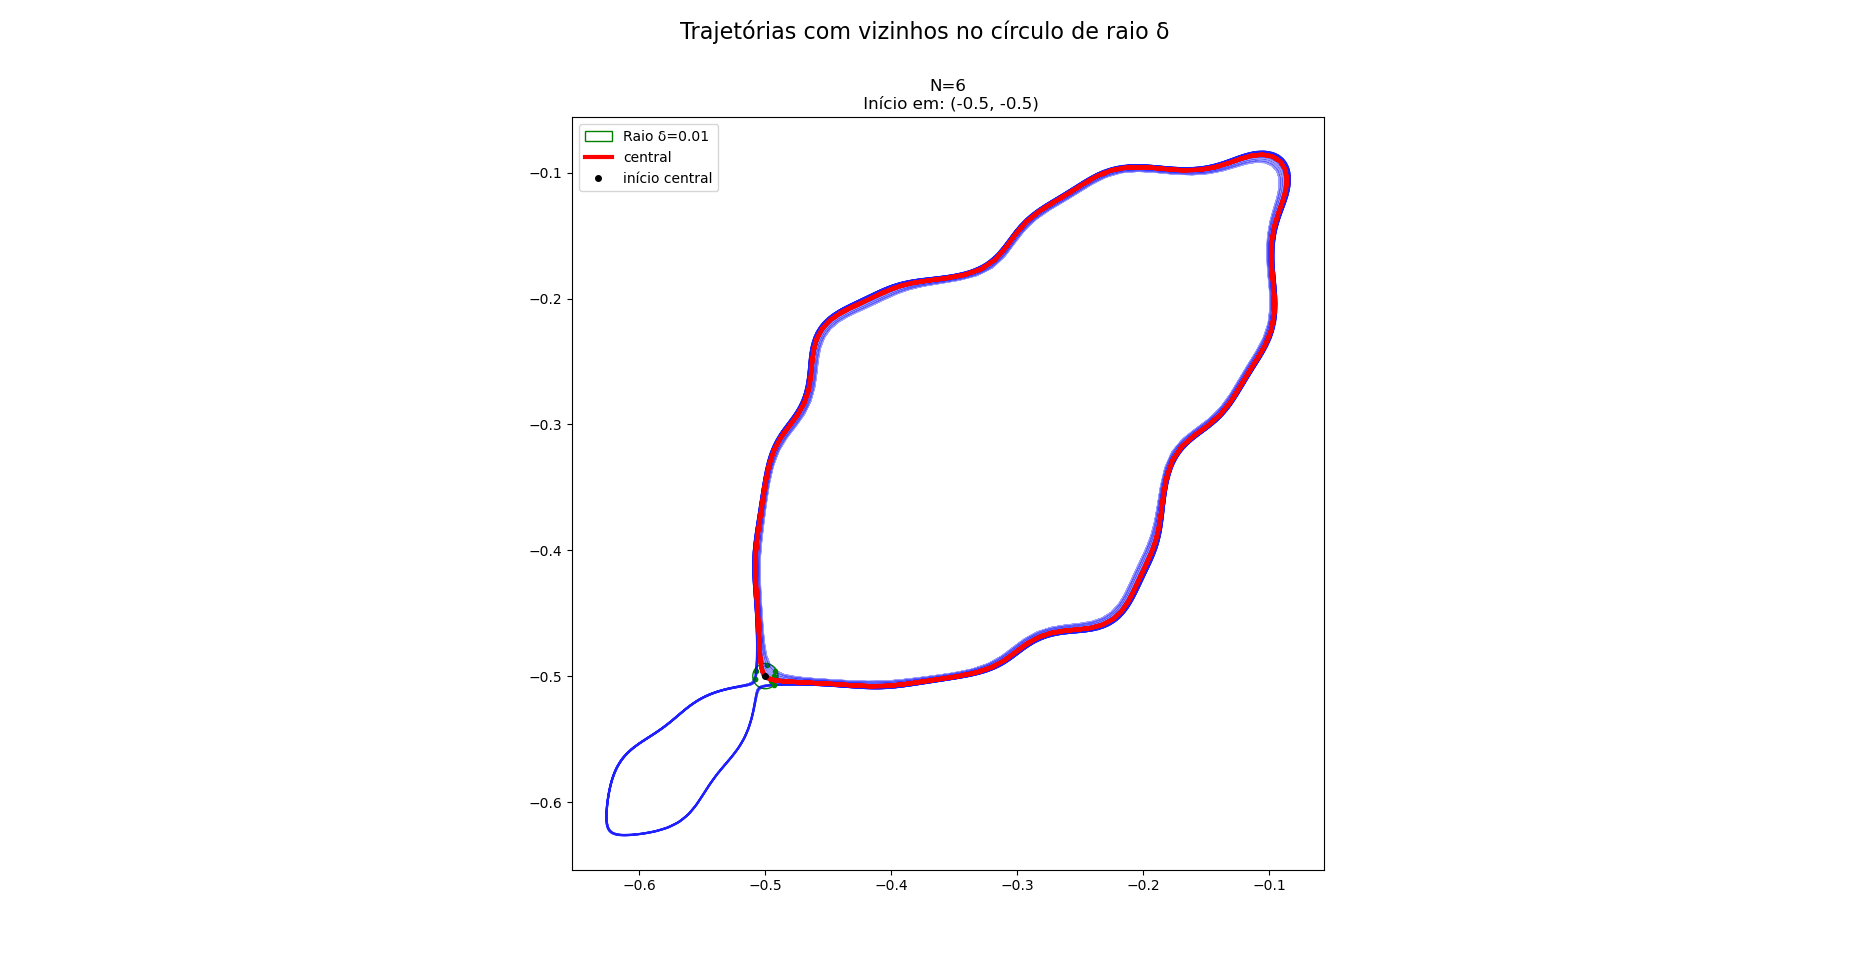 Trajetórias com vizinhos no círculo de raio δ
N=6
Início em: (-0.5, -0.5)
Raio δ=0.01
central
início central
−0.1
−0.2
−0.3
−0.4
−0.5
−0.6
−0.6
−0.5
−0.4
−0.3
−0.2
−0.1